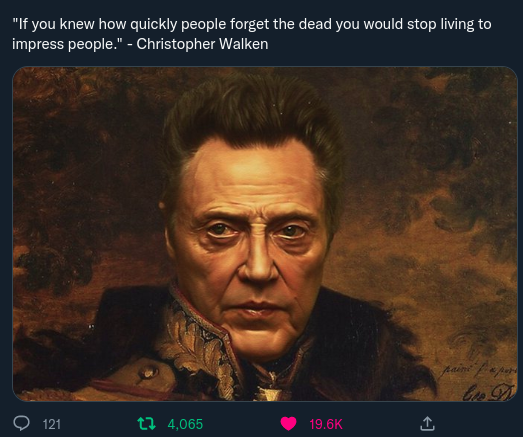 "If you knew how quickly people forget the dead you would stop living to
impress people." - Christopher Walken
121
4,065
19.6K